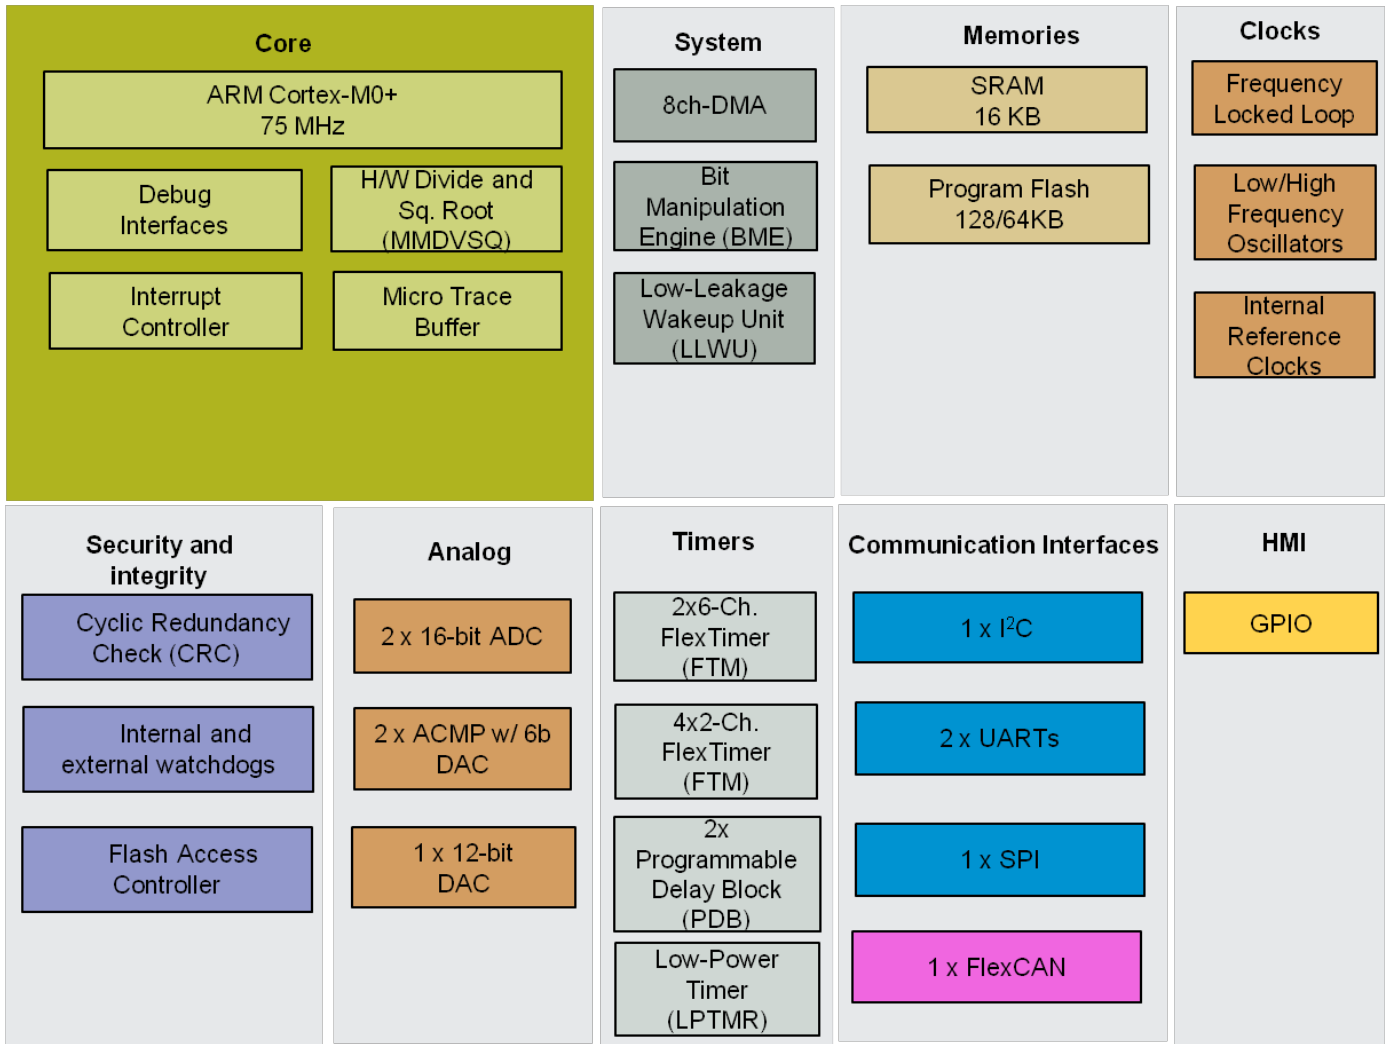 Core
ARM Cortex-M0+
75 MHz
Debug
Interfaces
H/W Divide and
Sq. Root
(MMDVSQ)
Interrupt
Controller
Micro Trace
Buffer
System
8ch-DMA
Bit
Manipulation
Engine (BME)
Low-Leakage
Wakeup Unit
(LLWU)
Memories
SRAM
16 KB
Program Flash
128/64KB
Clocks
Frequency
Locked Loop
Low/High
Frequency
Oscillators
Internal
Reference
Clocks
Security and
integrity
Cyclic Redundancy
Check (CRC)
Internal and
external watchdogs
Flash Access
Controller
Analog
2 x 16-bit ADC
2 x ACMP w/ 6b
DAC
1 x 12-bit
DAC
Timers
2x6-Ch.
FlexTimer
(FTM)
4x2-Ch.
FlexTimer
(FTM)
2x
Programmable
Delay Block
(PDB)
Low-Power
Timer
(LPTMR)
Communication Interfaces
1 x I²C
2 x UARTs
1 x SPI
1 x FlexCAN
HMI
GPIO